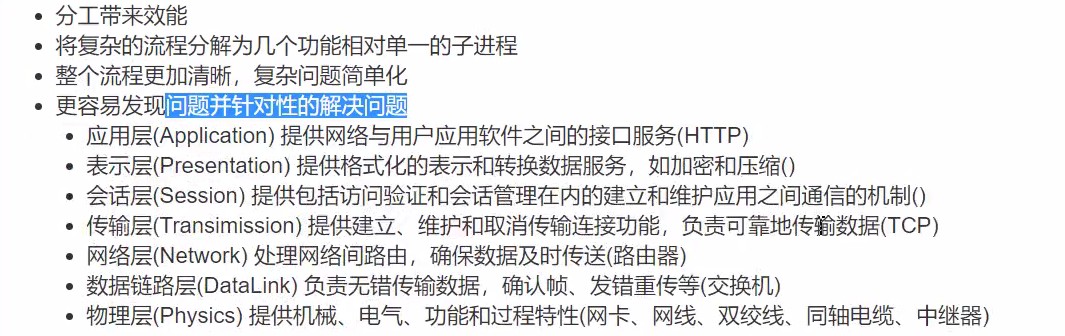 分工带来效能
将复杂的流程分解为几个功能相对单一的子进程
整个流程更加清晰，复杂问题简单化
更容易发现问题并针对性的解决问题
应用层(Application) 提供网络与用户应用软件之间的接口服务(HTTP)
表示层(Presentation) 提供格式化的表示和转换数据服务，如加密和压缩()
会话层(Session) 提供包括访问验证和会话管理在内的建立和维护应用之间通信的机制()
传输层(Transimission) 提供建立、维护和取消传输连接功能，负责可靠地传输数据(TCP)
网络层(Network) 处理网络间路由，确保数据及时传送(路由器)
数据链路层(DataLink) 负责无错传输数据，确认帧、发错重传等(交换机)
物理层(Physics) 提供机械、电气、功能和过程特性(网卡、网线、双绞线、同轴电缆、中继器)